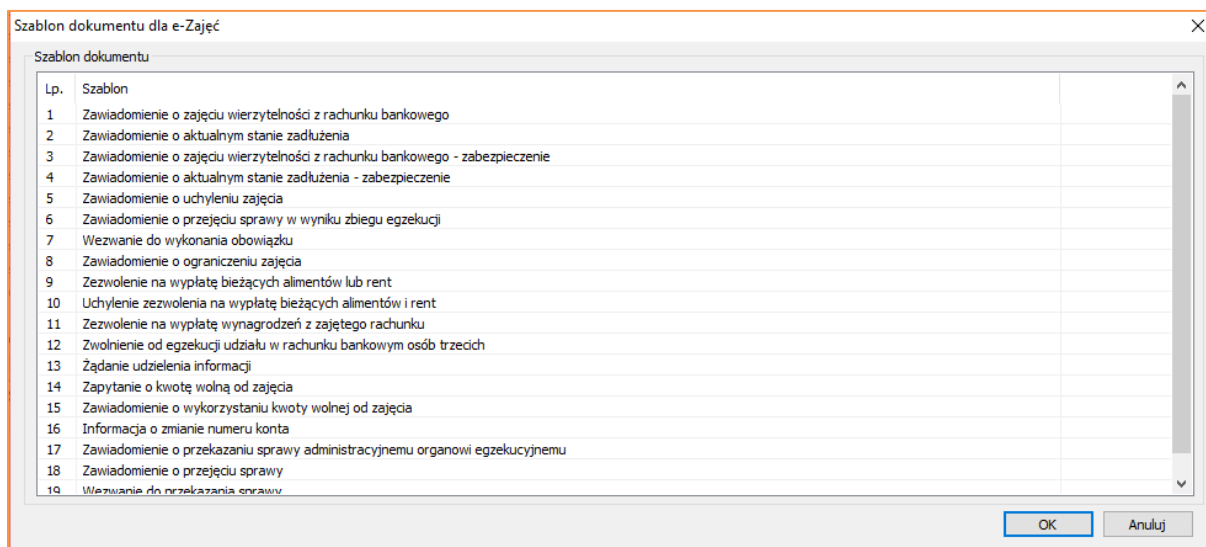 Szablon dokumentu dla e-Zajęć
Szablon dokumentu
Lp. Szablon
1 Zawiadomienie o zajęciu wierzytelności z rachunku bankowego
2 Zawiadomienie o aktualnym stanie zadłużenia
3 Zawiadomienie o zajęciu wierzytelności z rachunku bankowego - zabezpieczenie
4 Zawiadomienie o aktualnym stanie zadłużenia - zabezpieczenie
5 Zawiadomienie o uchyleniu zajęcia
6 Zawiadomienie o przejęciu sprawy w wyniku zbiegu egzekucji
7 Wezwanie do wykonania obowiązku
8 Zawiadomienie o ograniczeniu zajęcia
9 Zezwolenie na wypłatę bieżących alimentów lub rent
10 Uchylenie zezwolenia na wypłatę bieżących alimentów i rent
11 Zezwolenie na wypłatę wynagrodzeń z zajętego rachunku
12 Zwolnienie od egzekucji udziału w rachunku bankowym osób trzecich
13 Żądanie udzielenia informacji
14 Zapytanie o kwotę wolną od zajęcia
15 Zawiadomienie o wykorzystaniu kwoty wolnej od zajęcia
16 Informacja o zmianie numeru konta
17 Zawiadomienie o przekazaniu sprawy administracyjnemu organowi egzekucyjnemu
18 Zawiadomienie o przejęciu sprawy
19 Wezwanie do przekazania sprawy
OK Anuluj